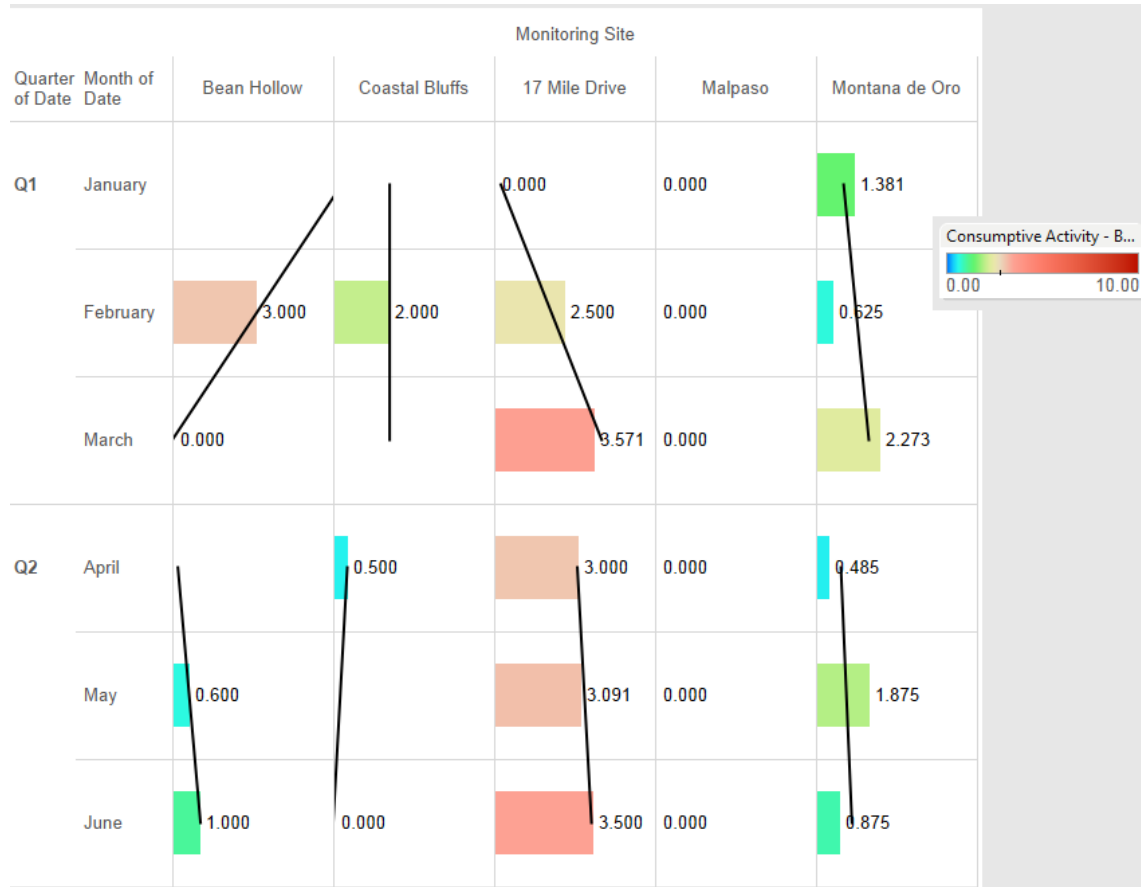 Monitoring Site
Quarter of Date Month of Date Bean Hollow Coastal Bluffs 17 Mile Drive Malpaso Montana de Oro
Q1 January 0.000 0.000 1.381
Consumptive Activity - B...
0.00 10.00
February 3.000 2.000 2.500 0.000 0.625
March 0.000 3.571 0.000 2.273
Q2 April 0.500 3.000 0.000 0.485
May 0.600 3.091 0.000 1.875
June 1.000 0.000 3.500 0.000 0.875